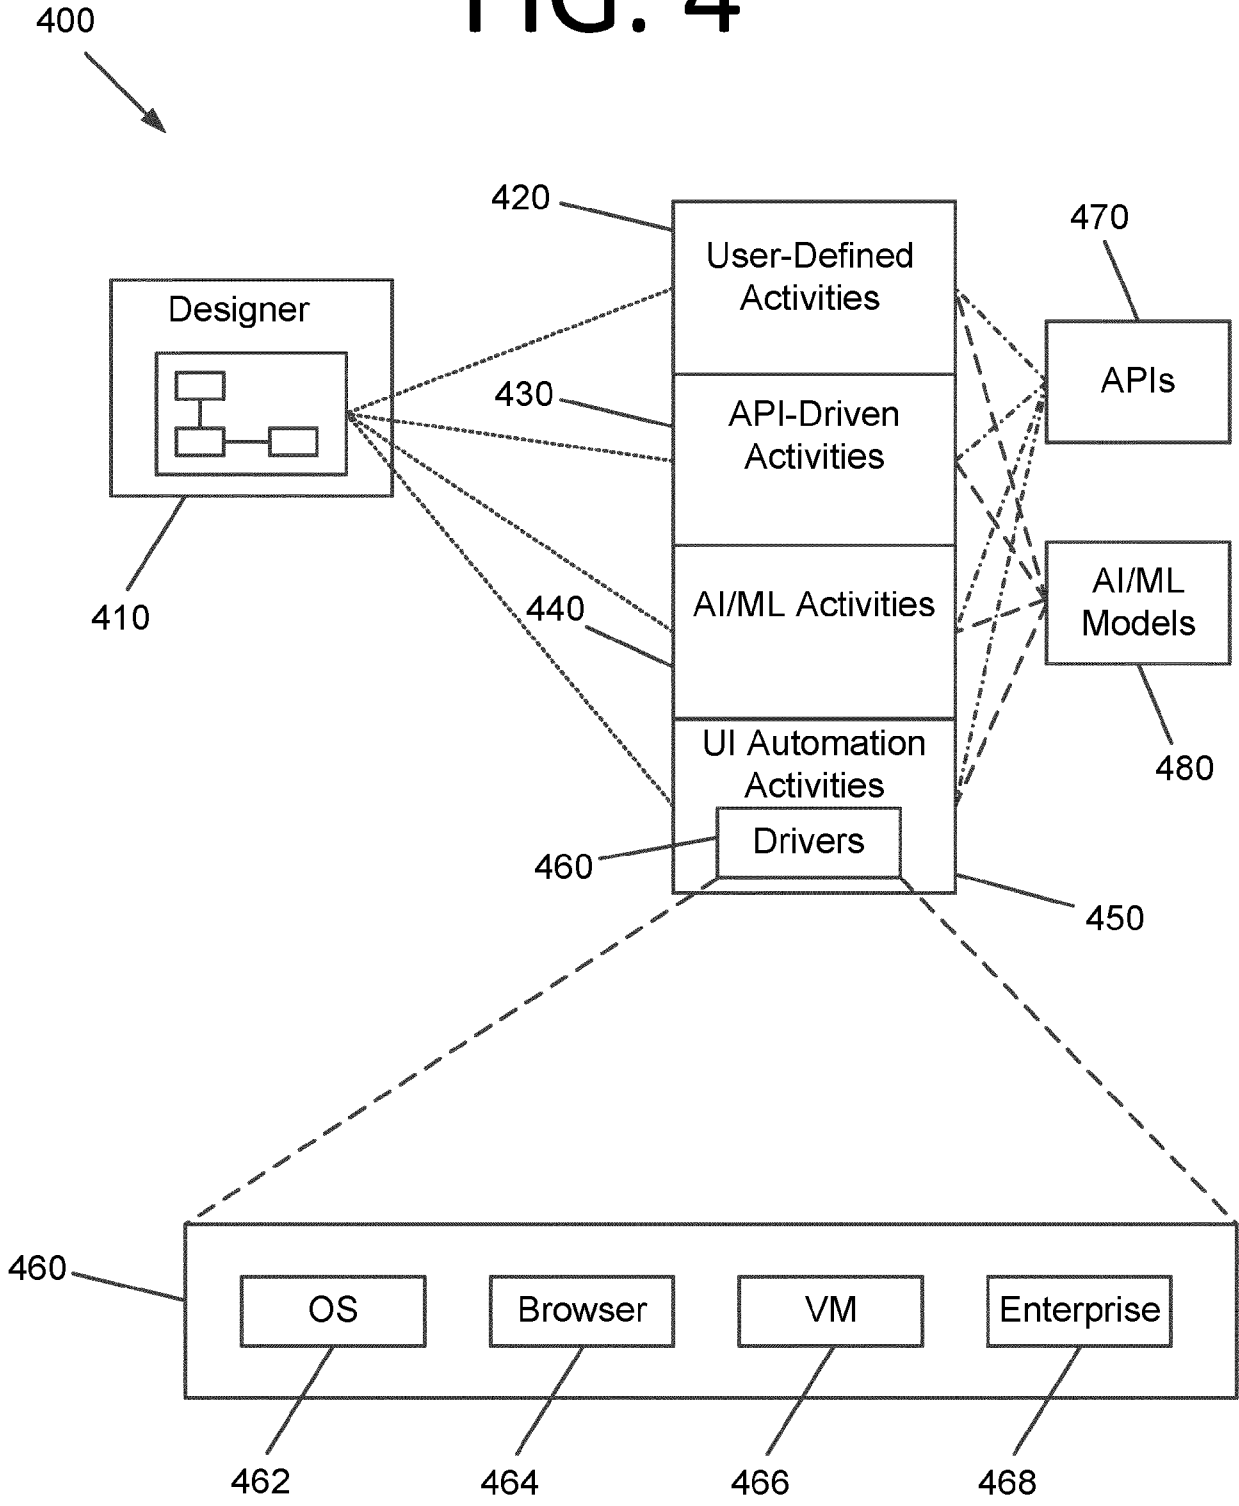 FIG. 4
400
420
User-Defined
Activities
470
Designer
APIs
430
API-Driven
Activities
410
440
AI/ML Activities
AI/ML
Models
480
UI Automation
Activities
460
Drivers
450
460
OS
Browser
VM
Enterprise
462
464
466
468